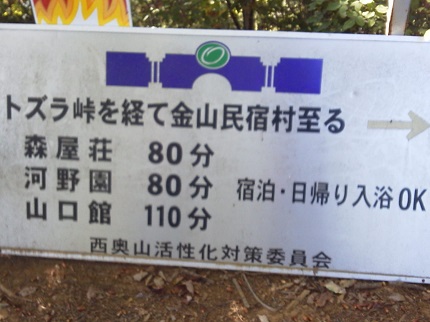 トズラ峠を経て金山民宿村至る →
森屋荘 80分
河野園 80分 宿泊・日帰り入浴OK
山口館 110分
西奥山活性化対策委員会